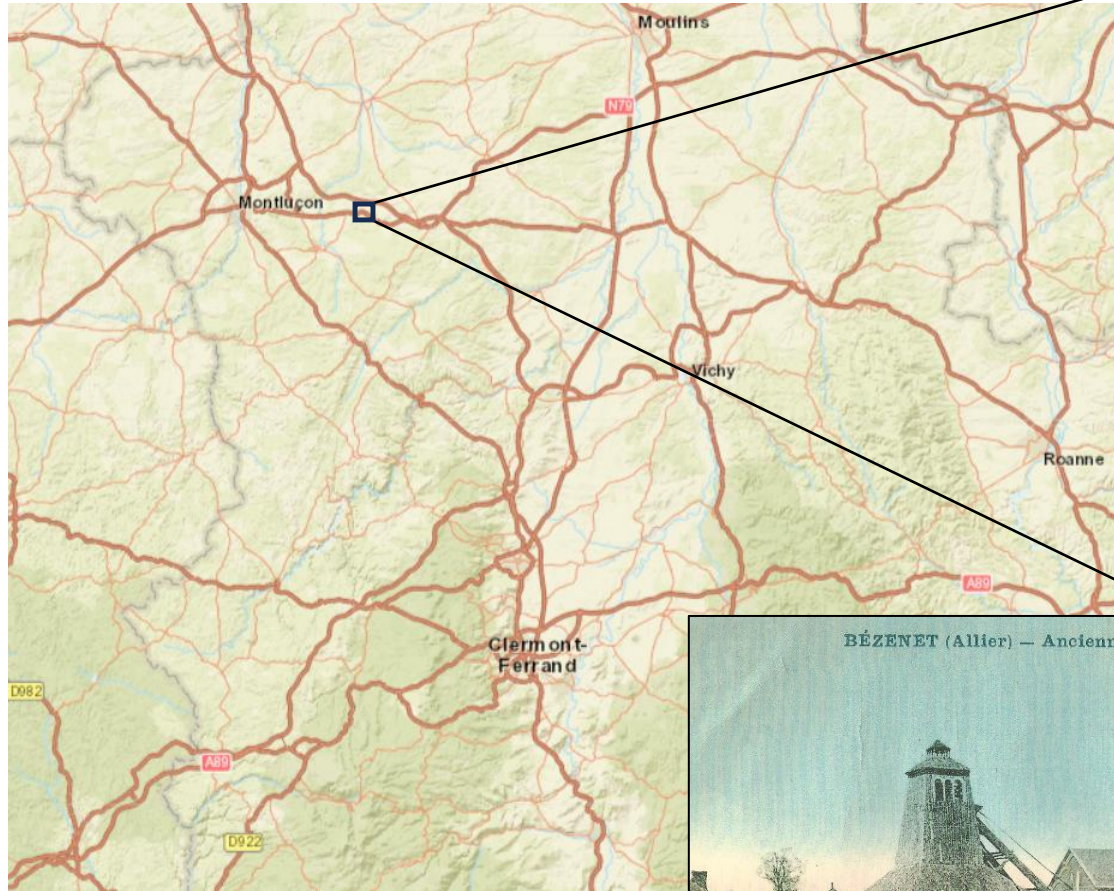 Moulins
N79
Montluçon
Vichy
Roanne
A89
Clermont-
Ferrand
BÉZENET (Allier) — Ancienn
D982
A89
D922